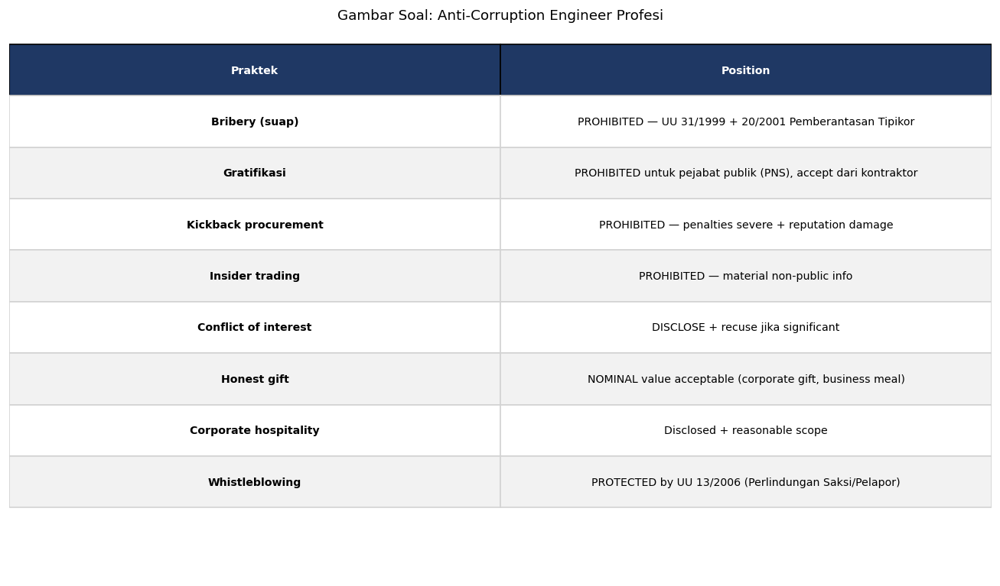 Gambar Soal: Anti-Corruption Engineer Profesi
Praktek Position
Bribery (suap) PROHIBITED — UU 31/1999 + 20/2001 Pemberantasan Tipikor
Gratifikasi PROHIBITED untuk pejabat publik (PNS), accept dari kontraktor
Kickback procurement PROHIBITED — penalties severe + reputation damage
Insider trading PROHIBITED — material non-public info
Conflict of interest DISCLOSE + recuse jika significant
Honest gift NOMINAL value acceptable (corporate gift, business meal)
Corporate hospitality Disclosed + reasonable scope
Whistleblowing PROTECTED by UU 13/2006 (Perlindungan Saksi/Pelapor)